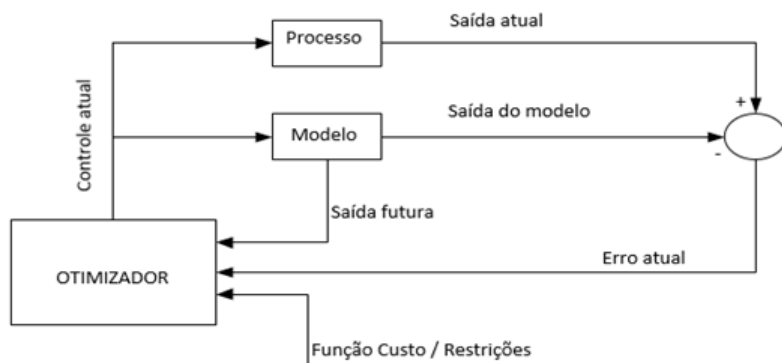 Saída atual
Processo
+
Saída do modelo
Modelo
-
Controle atual
Saída futura
Erro atual
OTIMIZADOR
Função Custo / Restrições